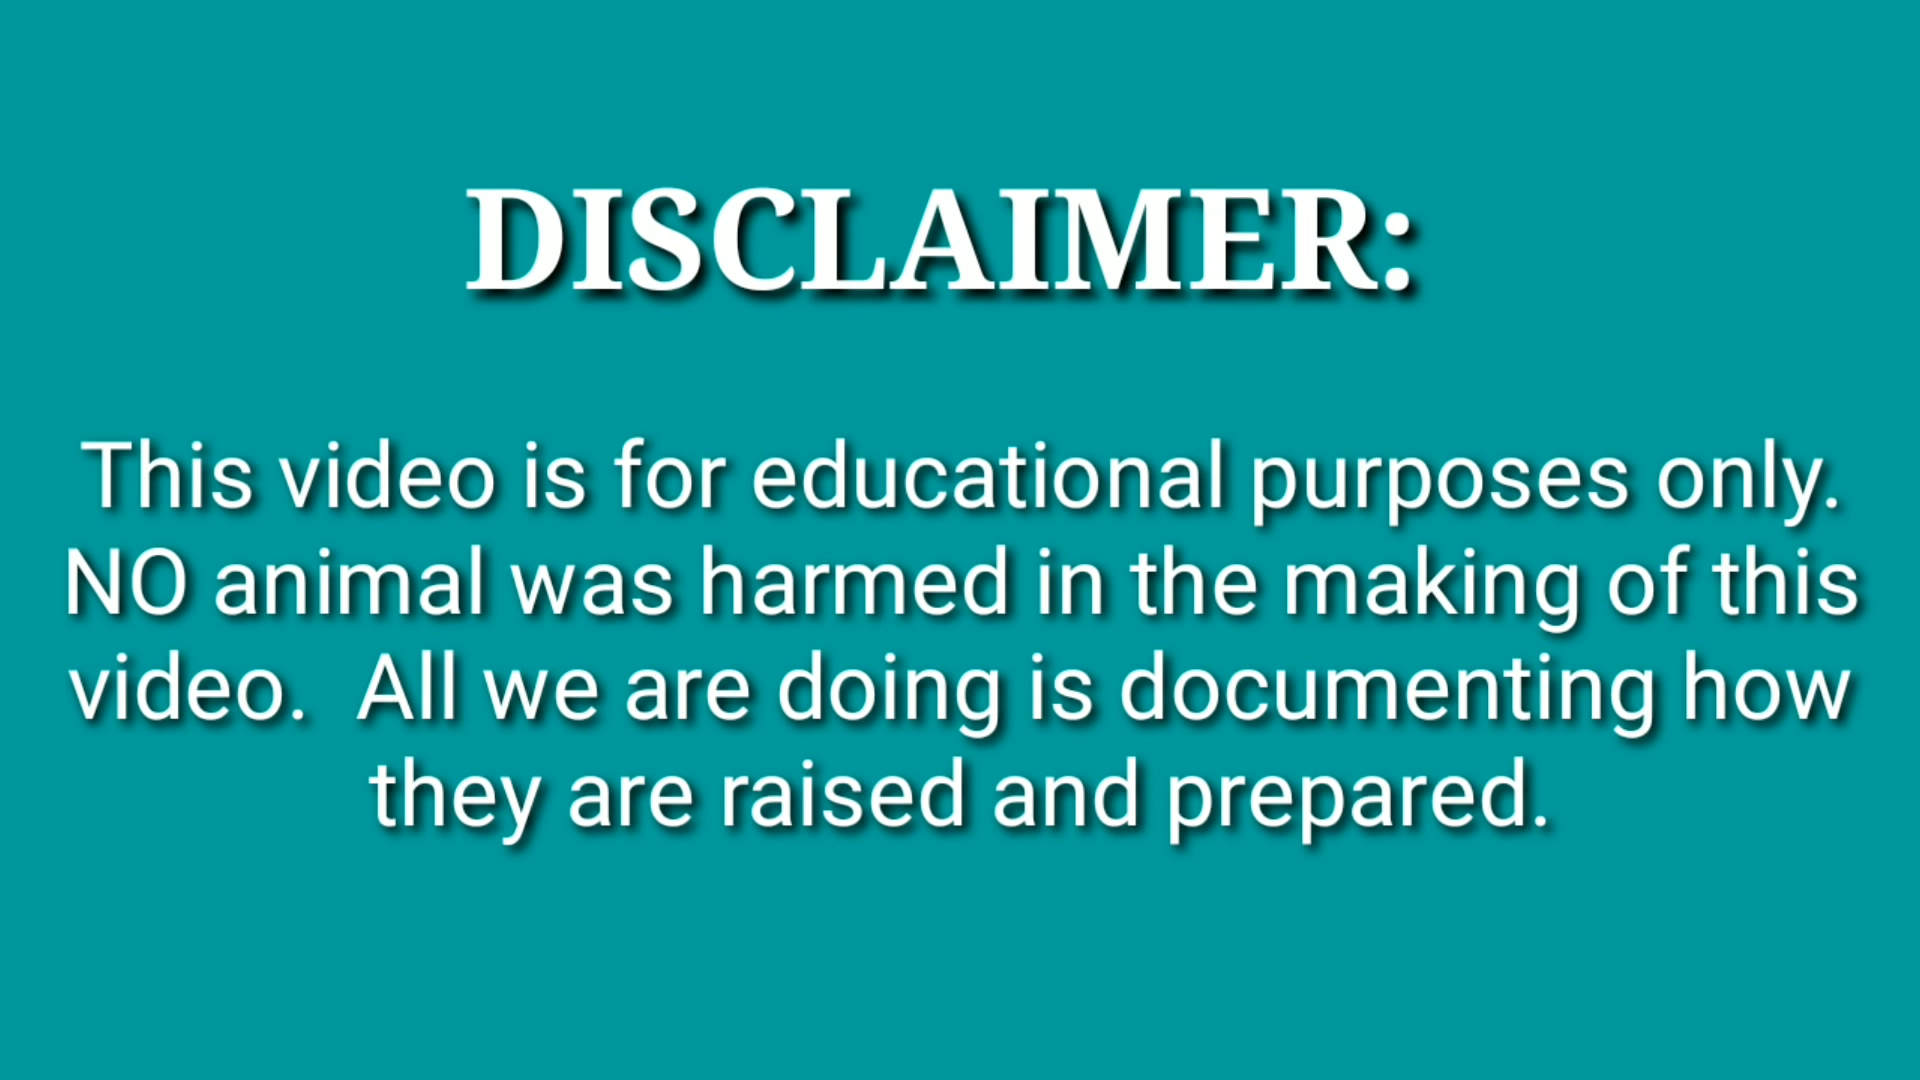 DISCLAIMER:
This video is for educational purposes only.
NO animal was harmed in the making of this
video.  All we are doing is documenting how
they are raised and prepared.